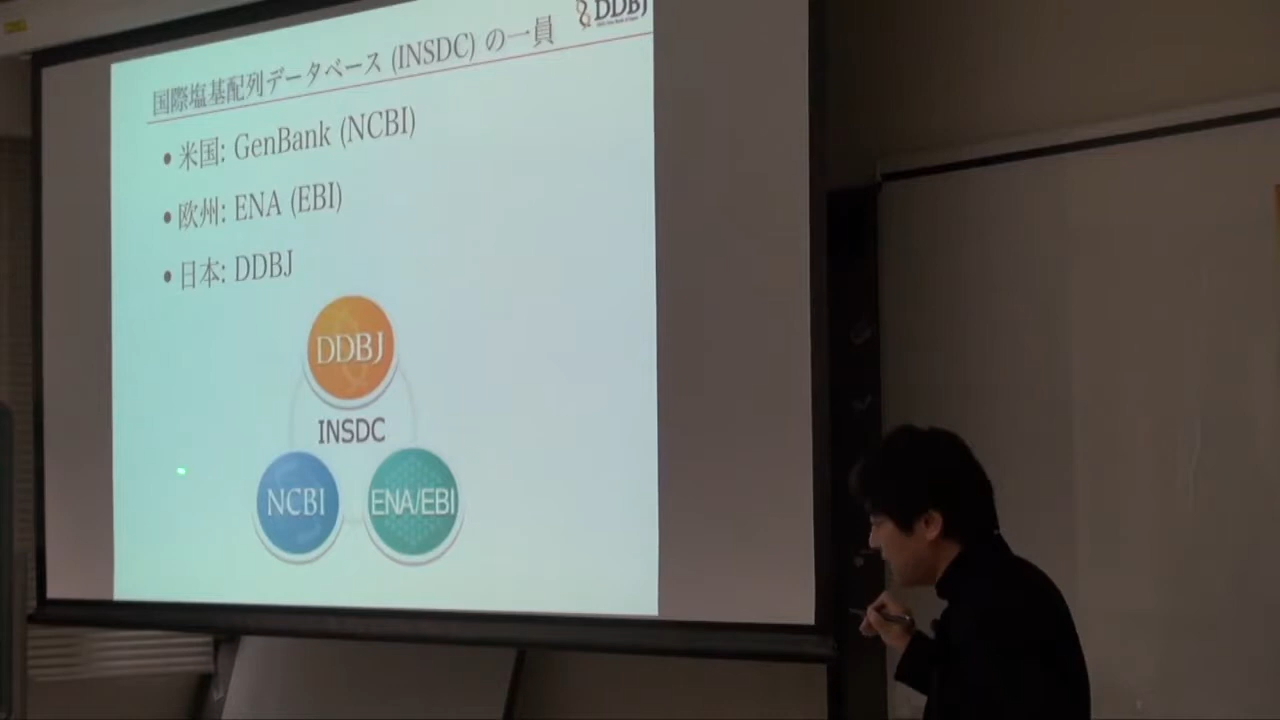 DDBJ
国際塩基配列データベース (INSDC) の一員
• 米国: GenBank (NCBI)
• 欧州: ENA (EBI)
• 日本: DDBJ
DDBJ
INSDC
NCBI
ENA/EBI